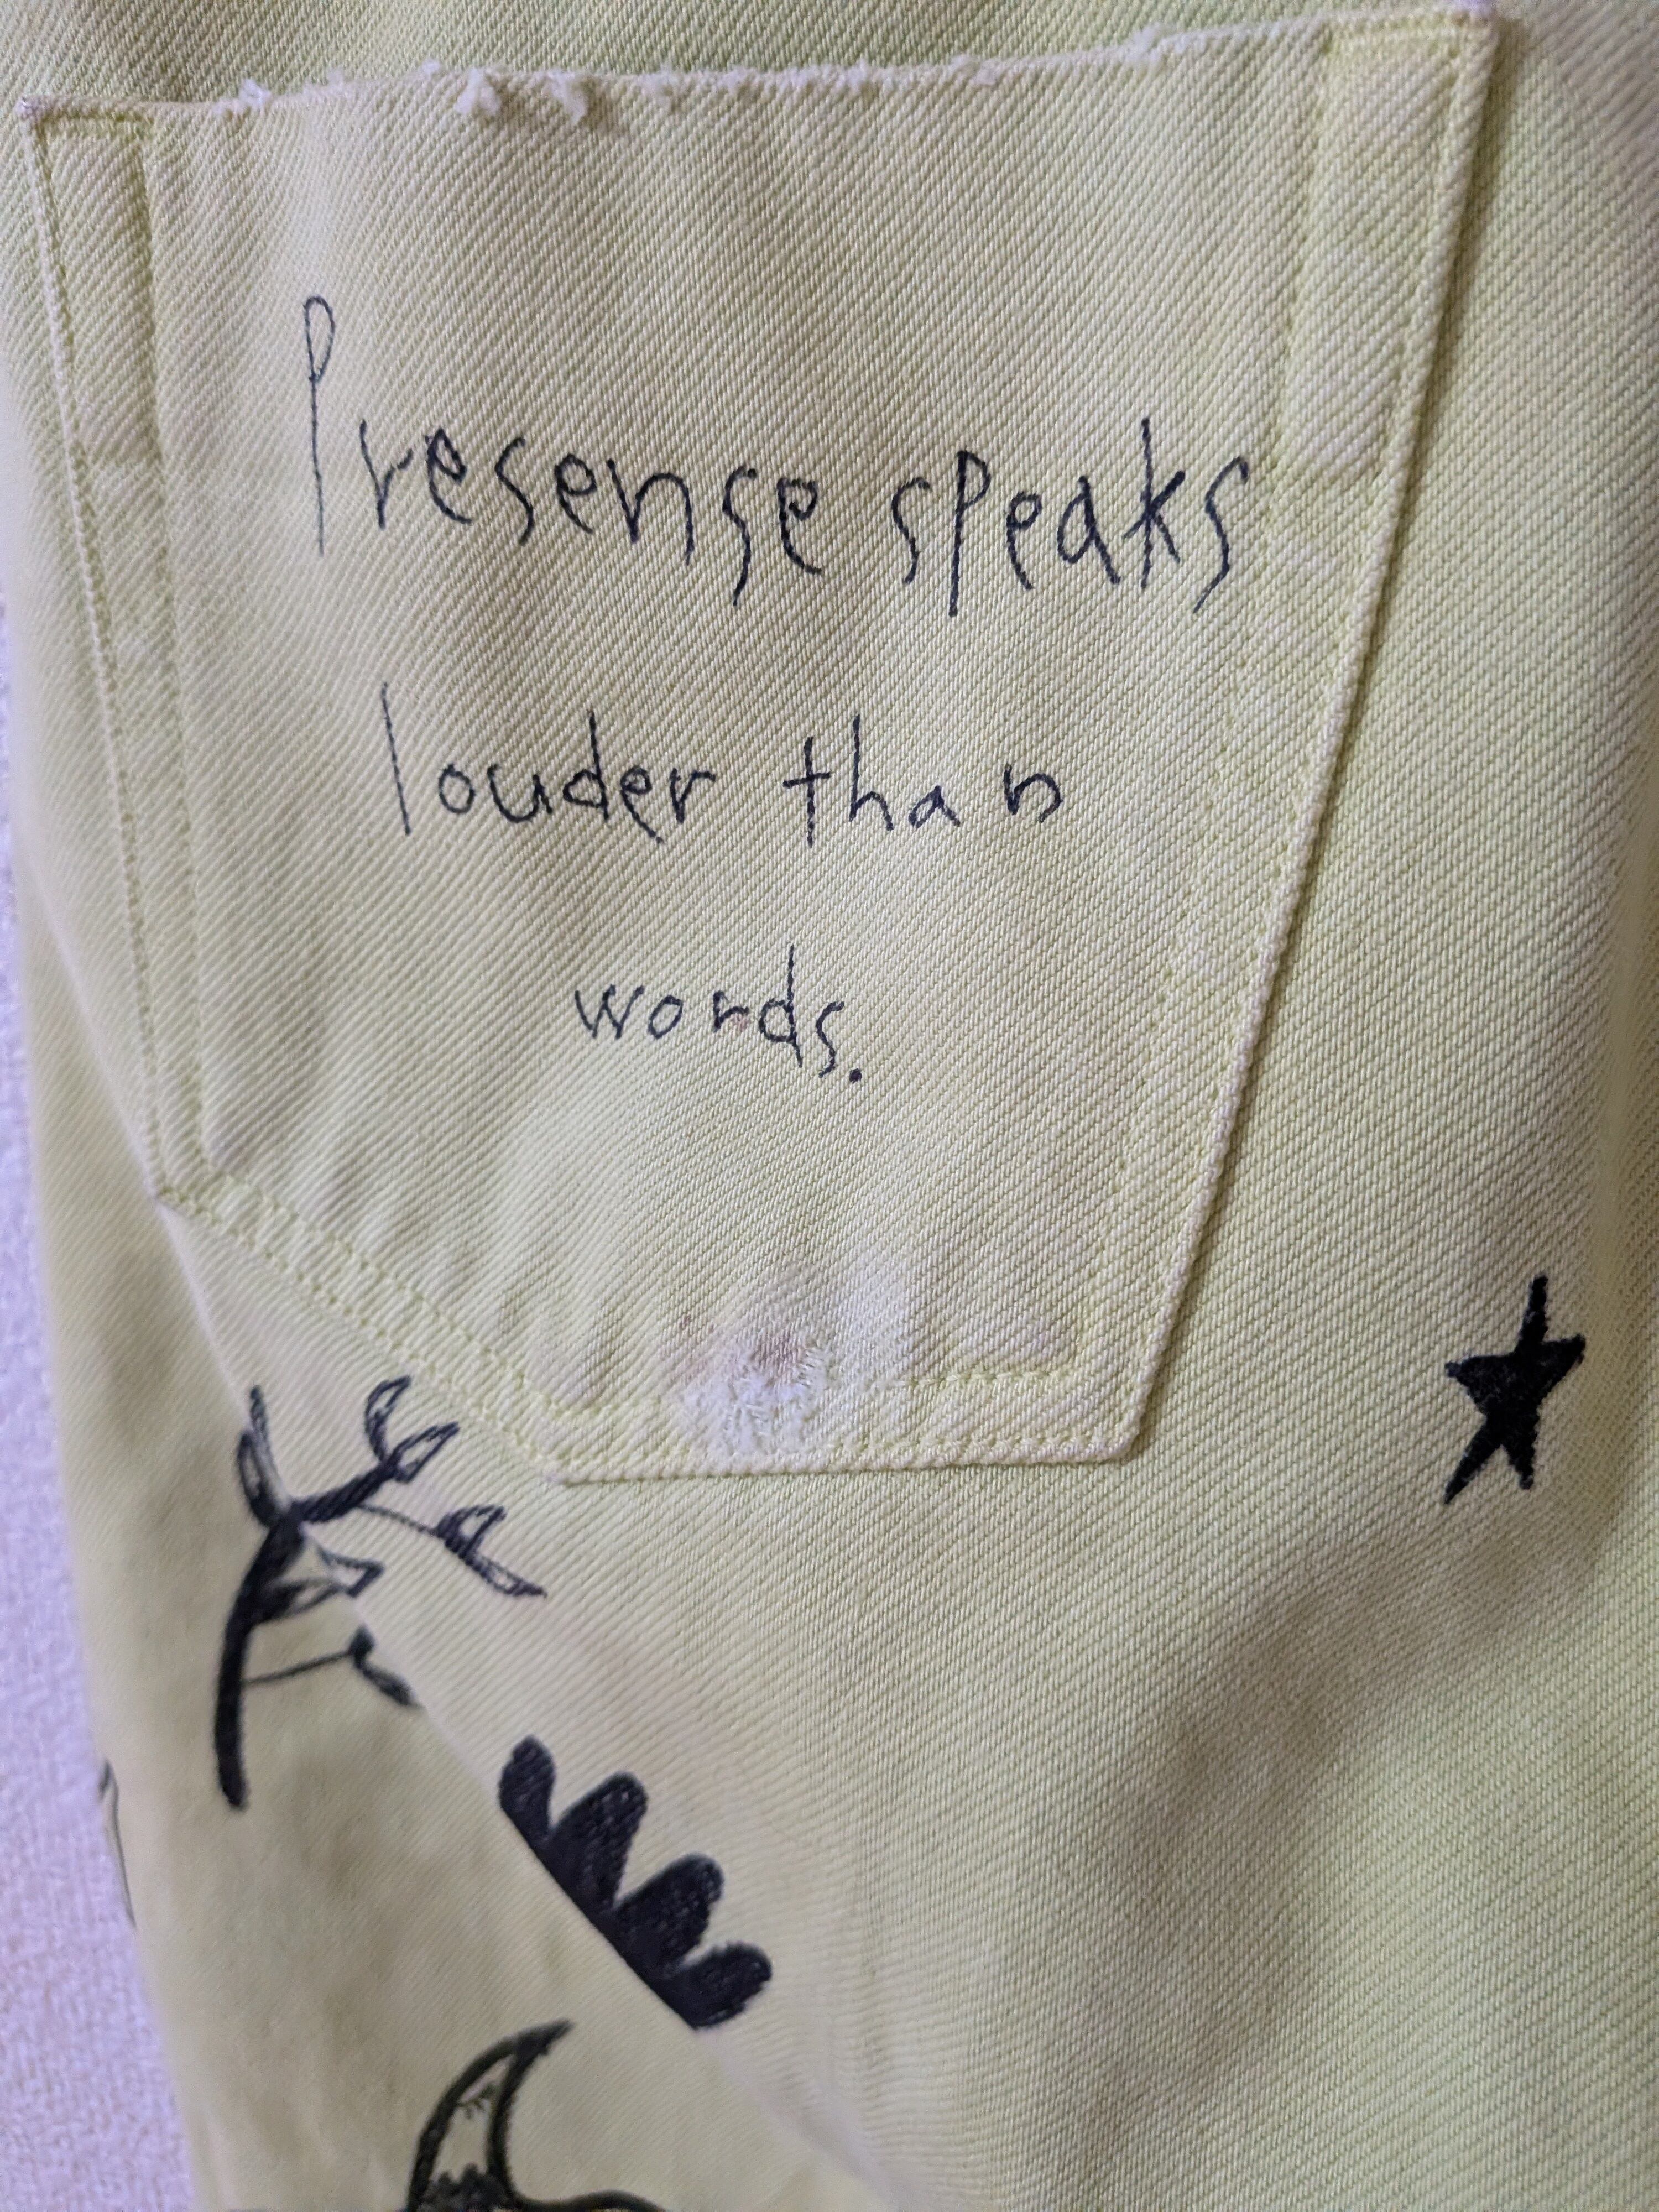 Presense speaks
louder than
words.